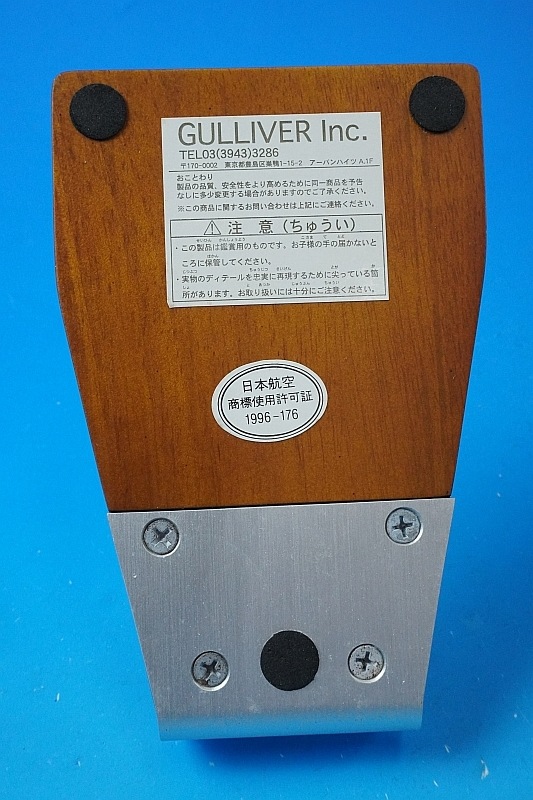 GULLIVER Inc.
TEL03(3943)3286
〒170-0002 東京都豊島区巣鴨1-15-2 アーバンハイツ A.1F
おことわり
製品の品質、安全性をより高めるために同一商品を予告
なしに多少変更する場合がありますのでご了承ください。
※この商品に関するお問い合わせは上記にご連絡ください。
⚠ 注 意 (ちゅうい)
・この製品は鑑賞用のものです。お子様の手の届かないと
ころに保管してください。
・実物のディテールを忠実に再現するために尖っている箇
所があります。お取り扱いには十分にご注意ください。
日本航空
商標使用許可証
1996-176